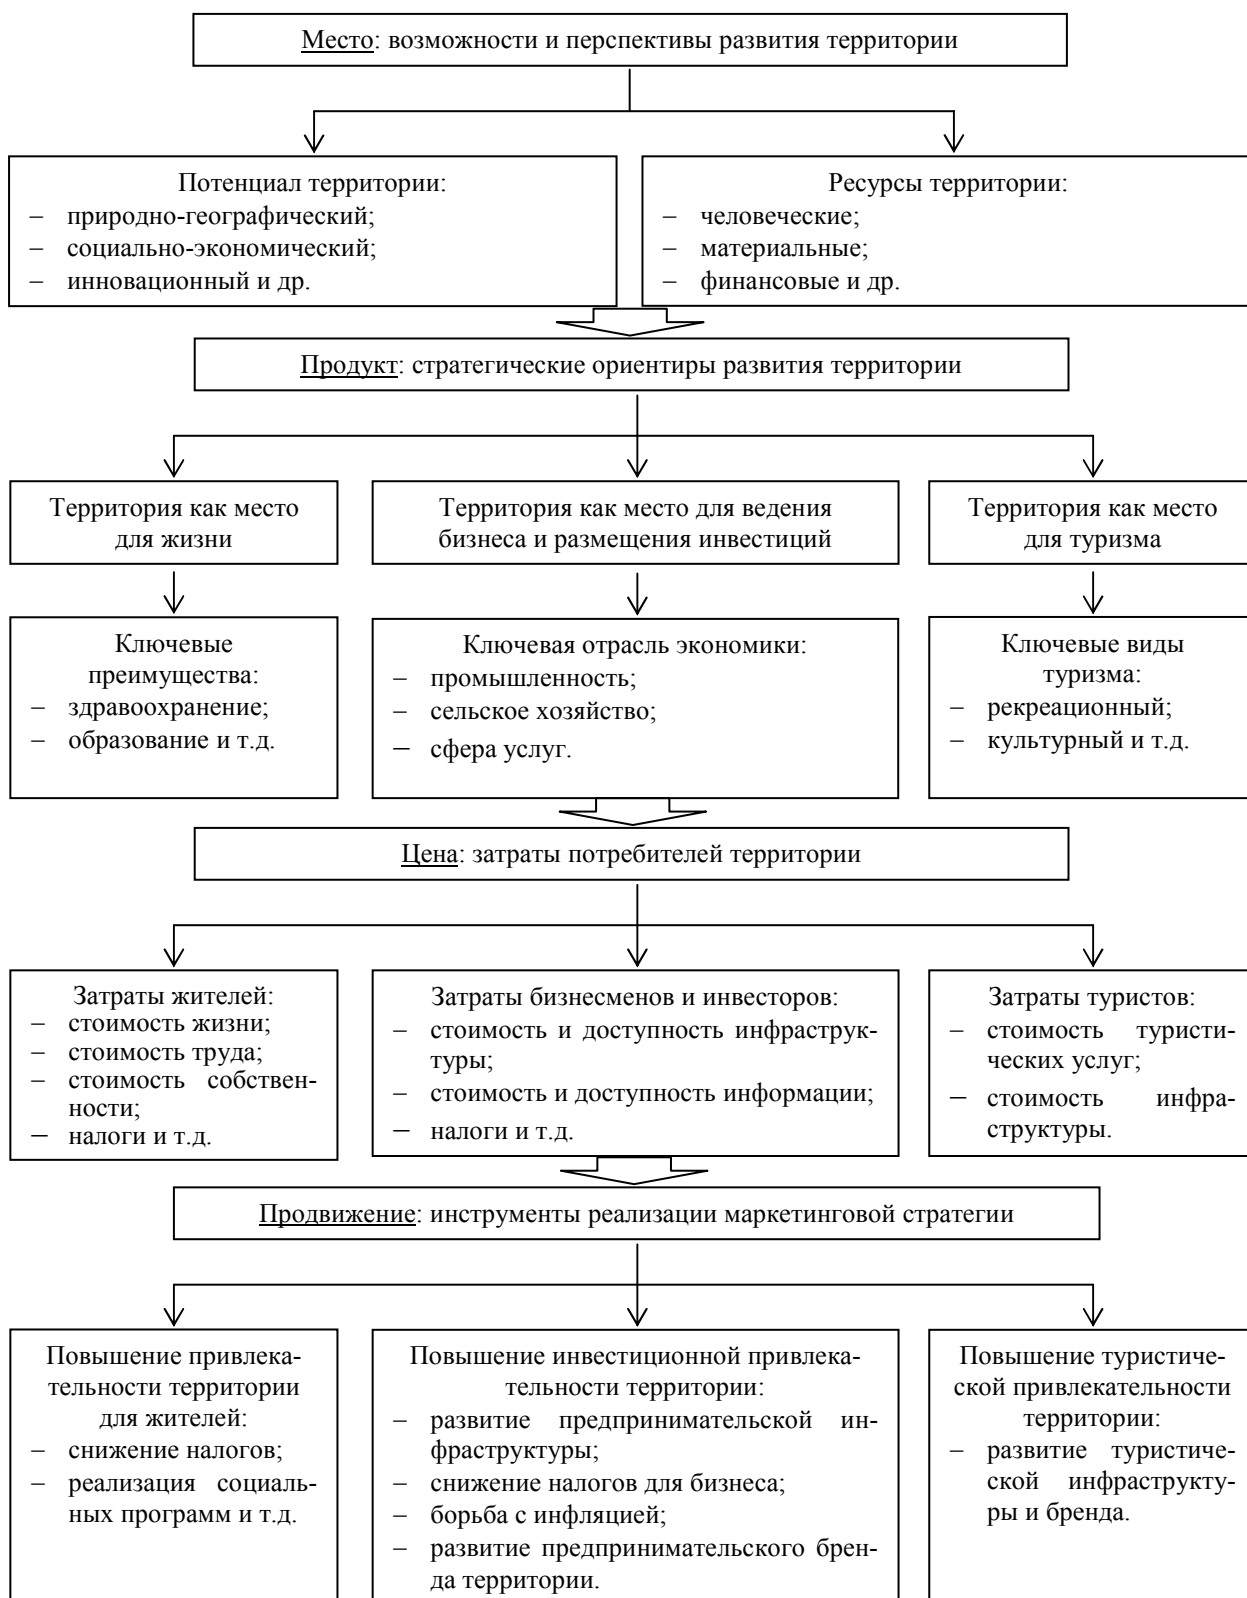 Место: возможности и перспективы развития территории
Потенциал территории:
– природно-географический;
– социально-экономический;
– инновационный и др.
Ресурсы территории:
– человеческие;
– материальные;
– финансовые и др.
Продукт: стратегические ориентиры развития территории
Территория как место
для жизни
Территория как место для ведения
бизнеса и размещения инвестиций
Территория как место
для туризма
Ключевые
преимущества:
– здравоохранение;
– образование и т.д.
Ключевая отрасль экономики:
– промышленность;
– сельское хозяйство;
– сфера услуг.
Ключевые виды
туризма:
– рекреационный;
– культурный и т.д.
Цена: затраты потребителей территории
Затраты жителей:
– стоимость жизни;
– стоимость труда;
– стоимость собствен-
ности;
– налоги и т.д.
Затраты бизнесменов и инвесторов:
– стоимость и доступность инфраструк-
туры;
– стоимость и доступность информации;
– налоги и т.д.
Затраты туристов:
– стоимость туристи-
ческих услуг;
– стоимость инфра-
структуры.
Продвижение: инструменты реализации маркетинговой стратегии
Повышение привлека-
тельности территории
для жителей:
– снижение налогов;
– реализация социаль-
ных программ и т.д.
Повышение инвестиционной привлека-
тельности территории:
– развитие предпринимательской ин-
фраструктуры;
– снижение налогов для бизнеса;
– борьба с инфляцией;
– развитие предпринимательского брен-
да территории.
Повышение туристиче-
ской привлекательности
территории:
– развитие туристиче-
ской инфраструкту-
ры и бренда.